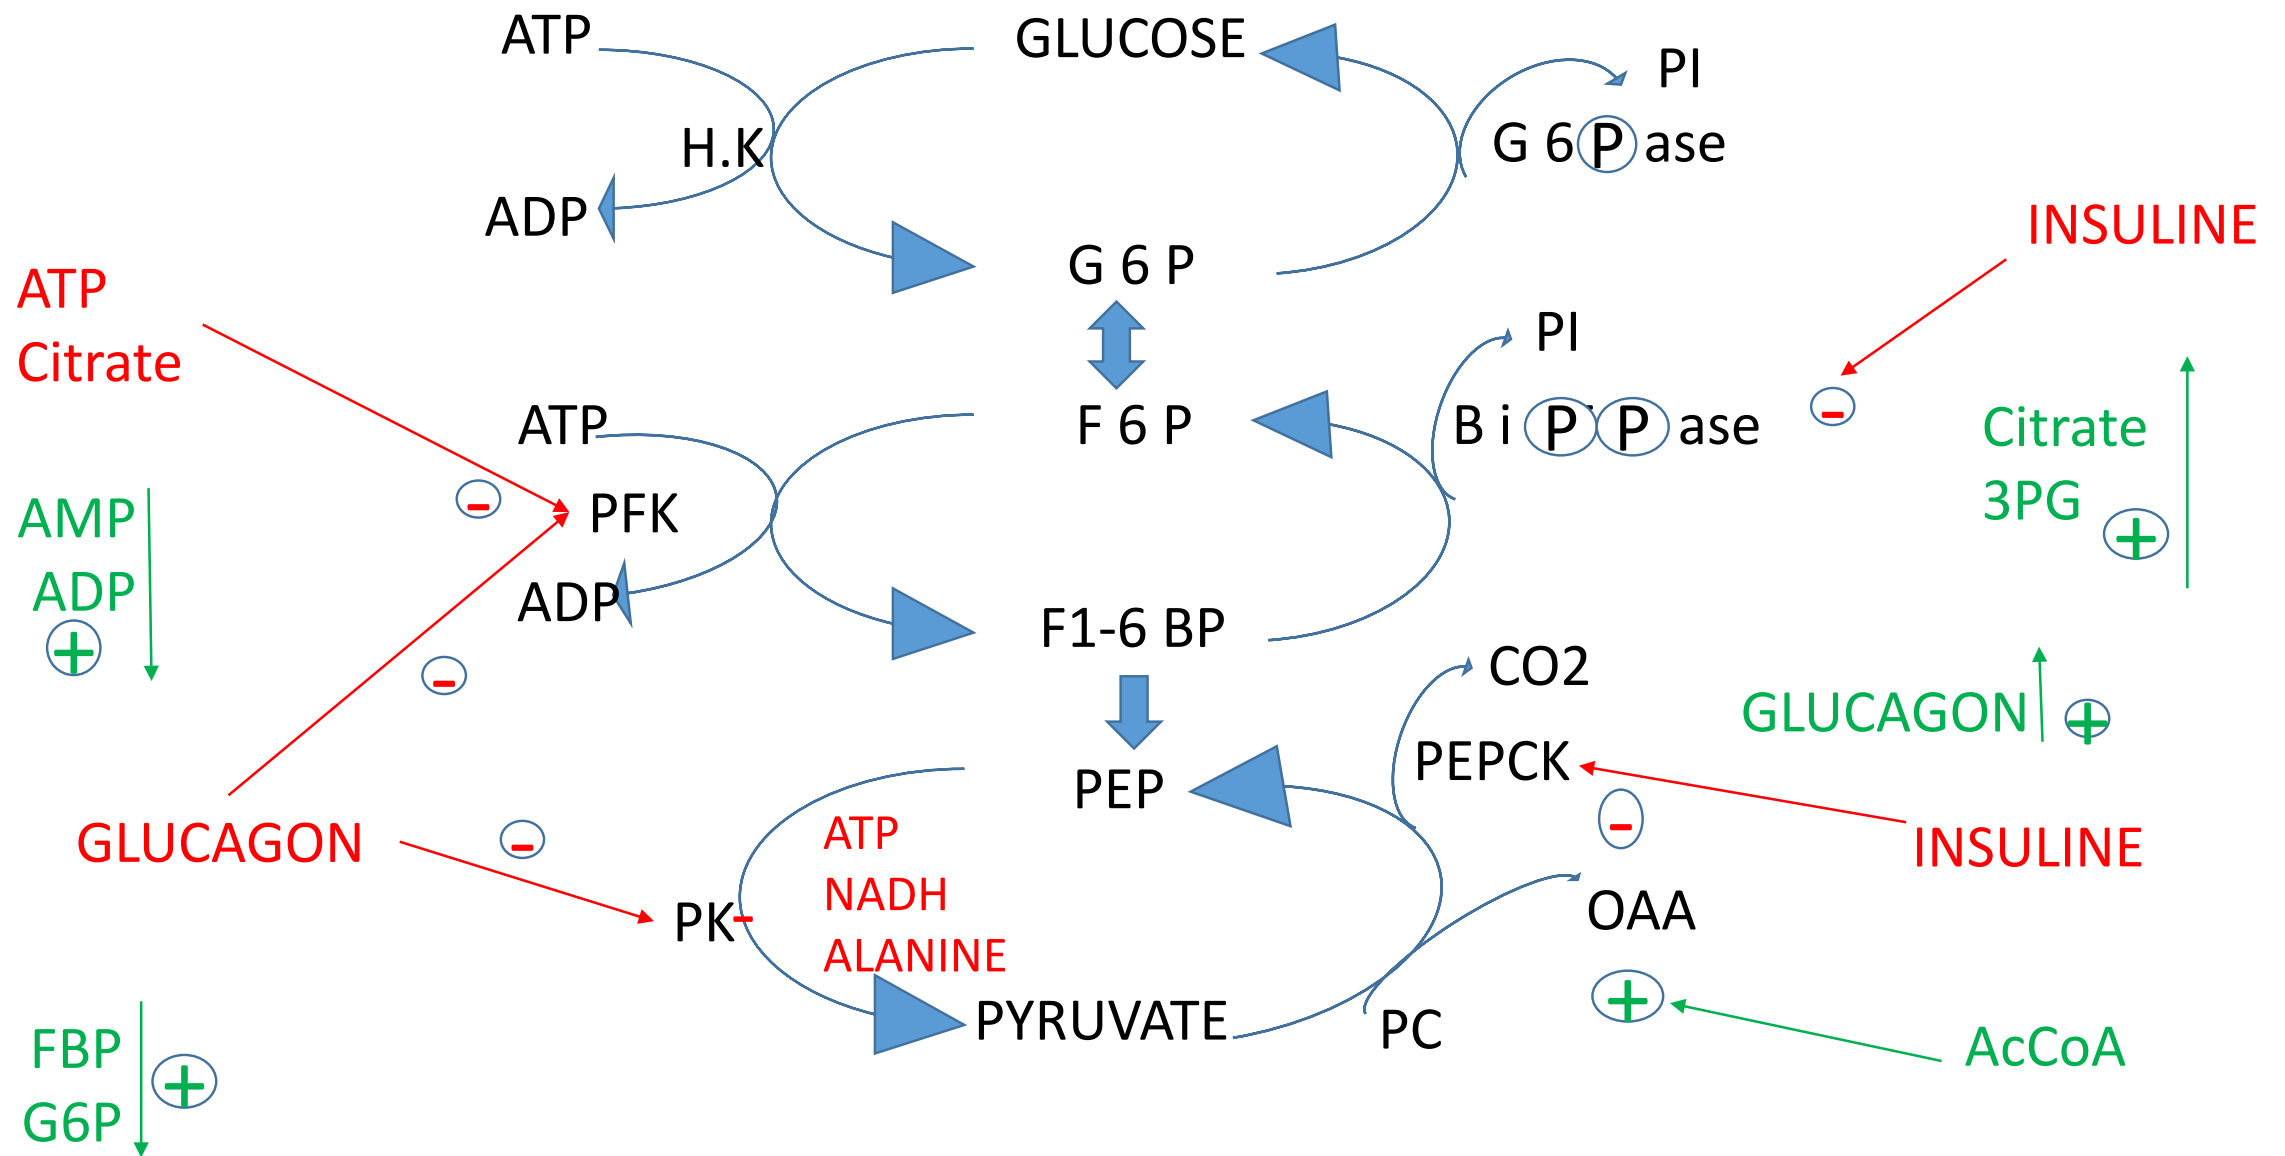 ATP
GLUCOSE
PI
H.K
G 6 P ase
ADP
INSULINE
G 6 P
ATP
Citrate
PI
ATP
F 6 P
B i P P ase
-
Citrate
3PG
+
-
AMP
ADP
+
PFK
ADP
F1-6 BP
-
CO2
GLUCAGON
+
PEP
PEPCK
-
INSULINE
GLUCAGON
-
ATP
NADH
ALANINE
PK-
OAA
+
PYRUVATE
PC
AcCoA
FBP
G6P
+